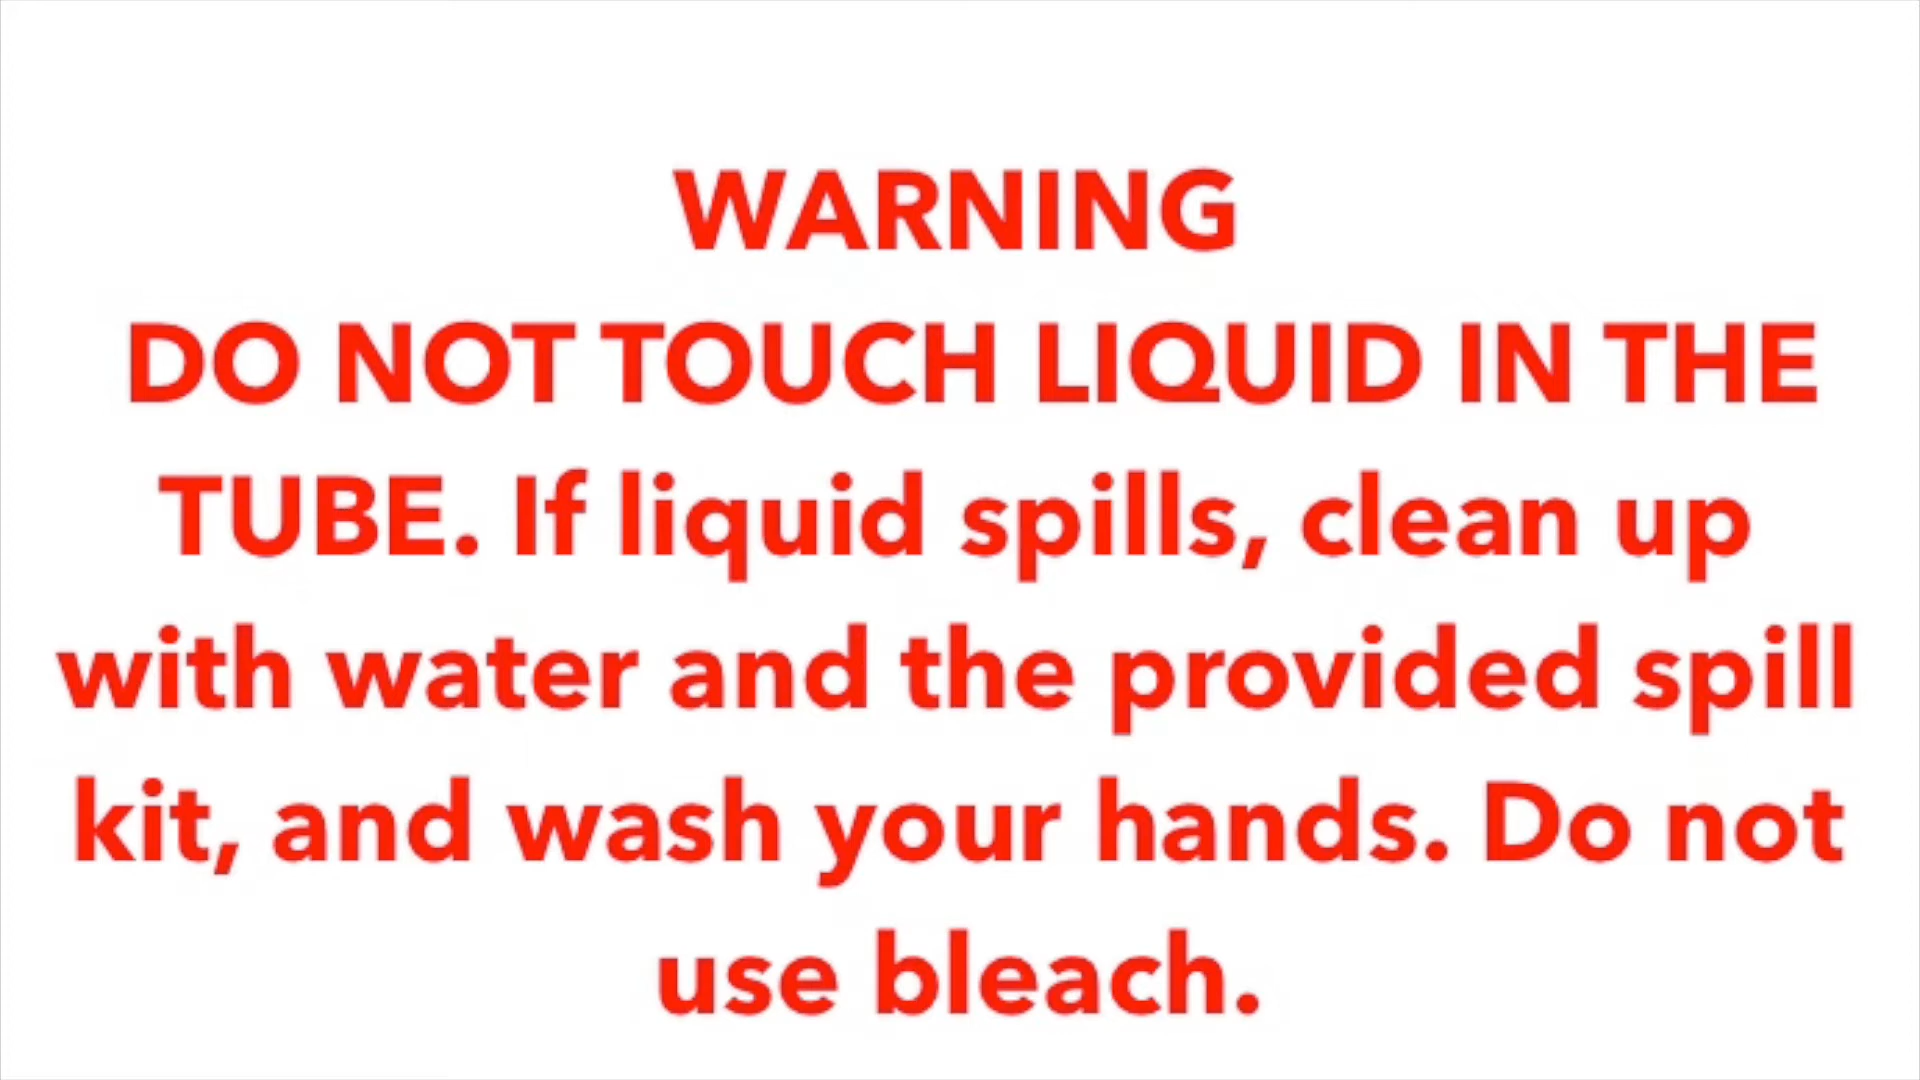 WARNING
DO NOT TOUCH LIQUID IN THE
TUBE. If liquid spills, clean up
with water and the provided spill
kit, and wash your hands. Do not
use bleach.